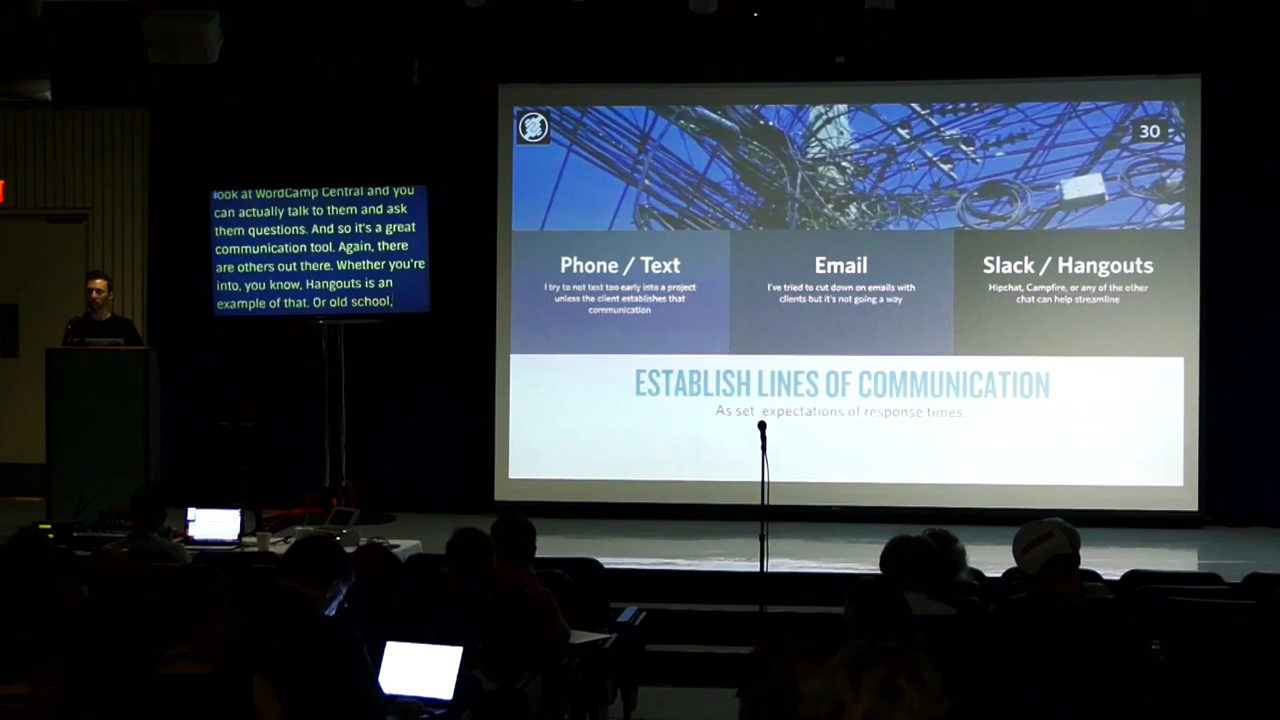 look at WordCamp Central and you
can actually talk to them and ask
them questions. And so it's a great
communication tool. Again, there
are others out there. Whether you're
into, you know, Hangouts is an
example of that. Or old school,
30
Phone / Text
I try to not text too early into a project
unless the client establishes that
communication
Email
I've tried to cut down on emails with
clients but it's not going a way
Slack / Hangouts
Hipchat, Campfire, or any of the other
chat can help streamline
ESTABLISH LINES OF COMMUNICATION
As set expectations of response times.